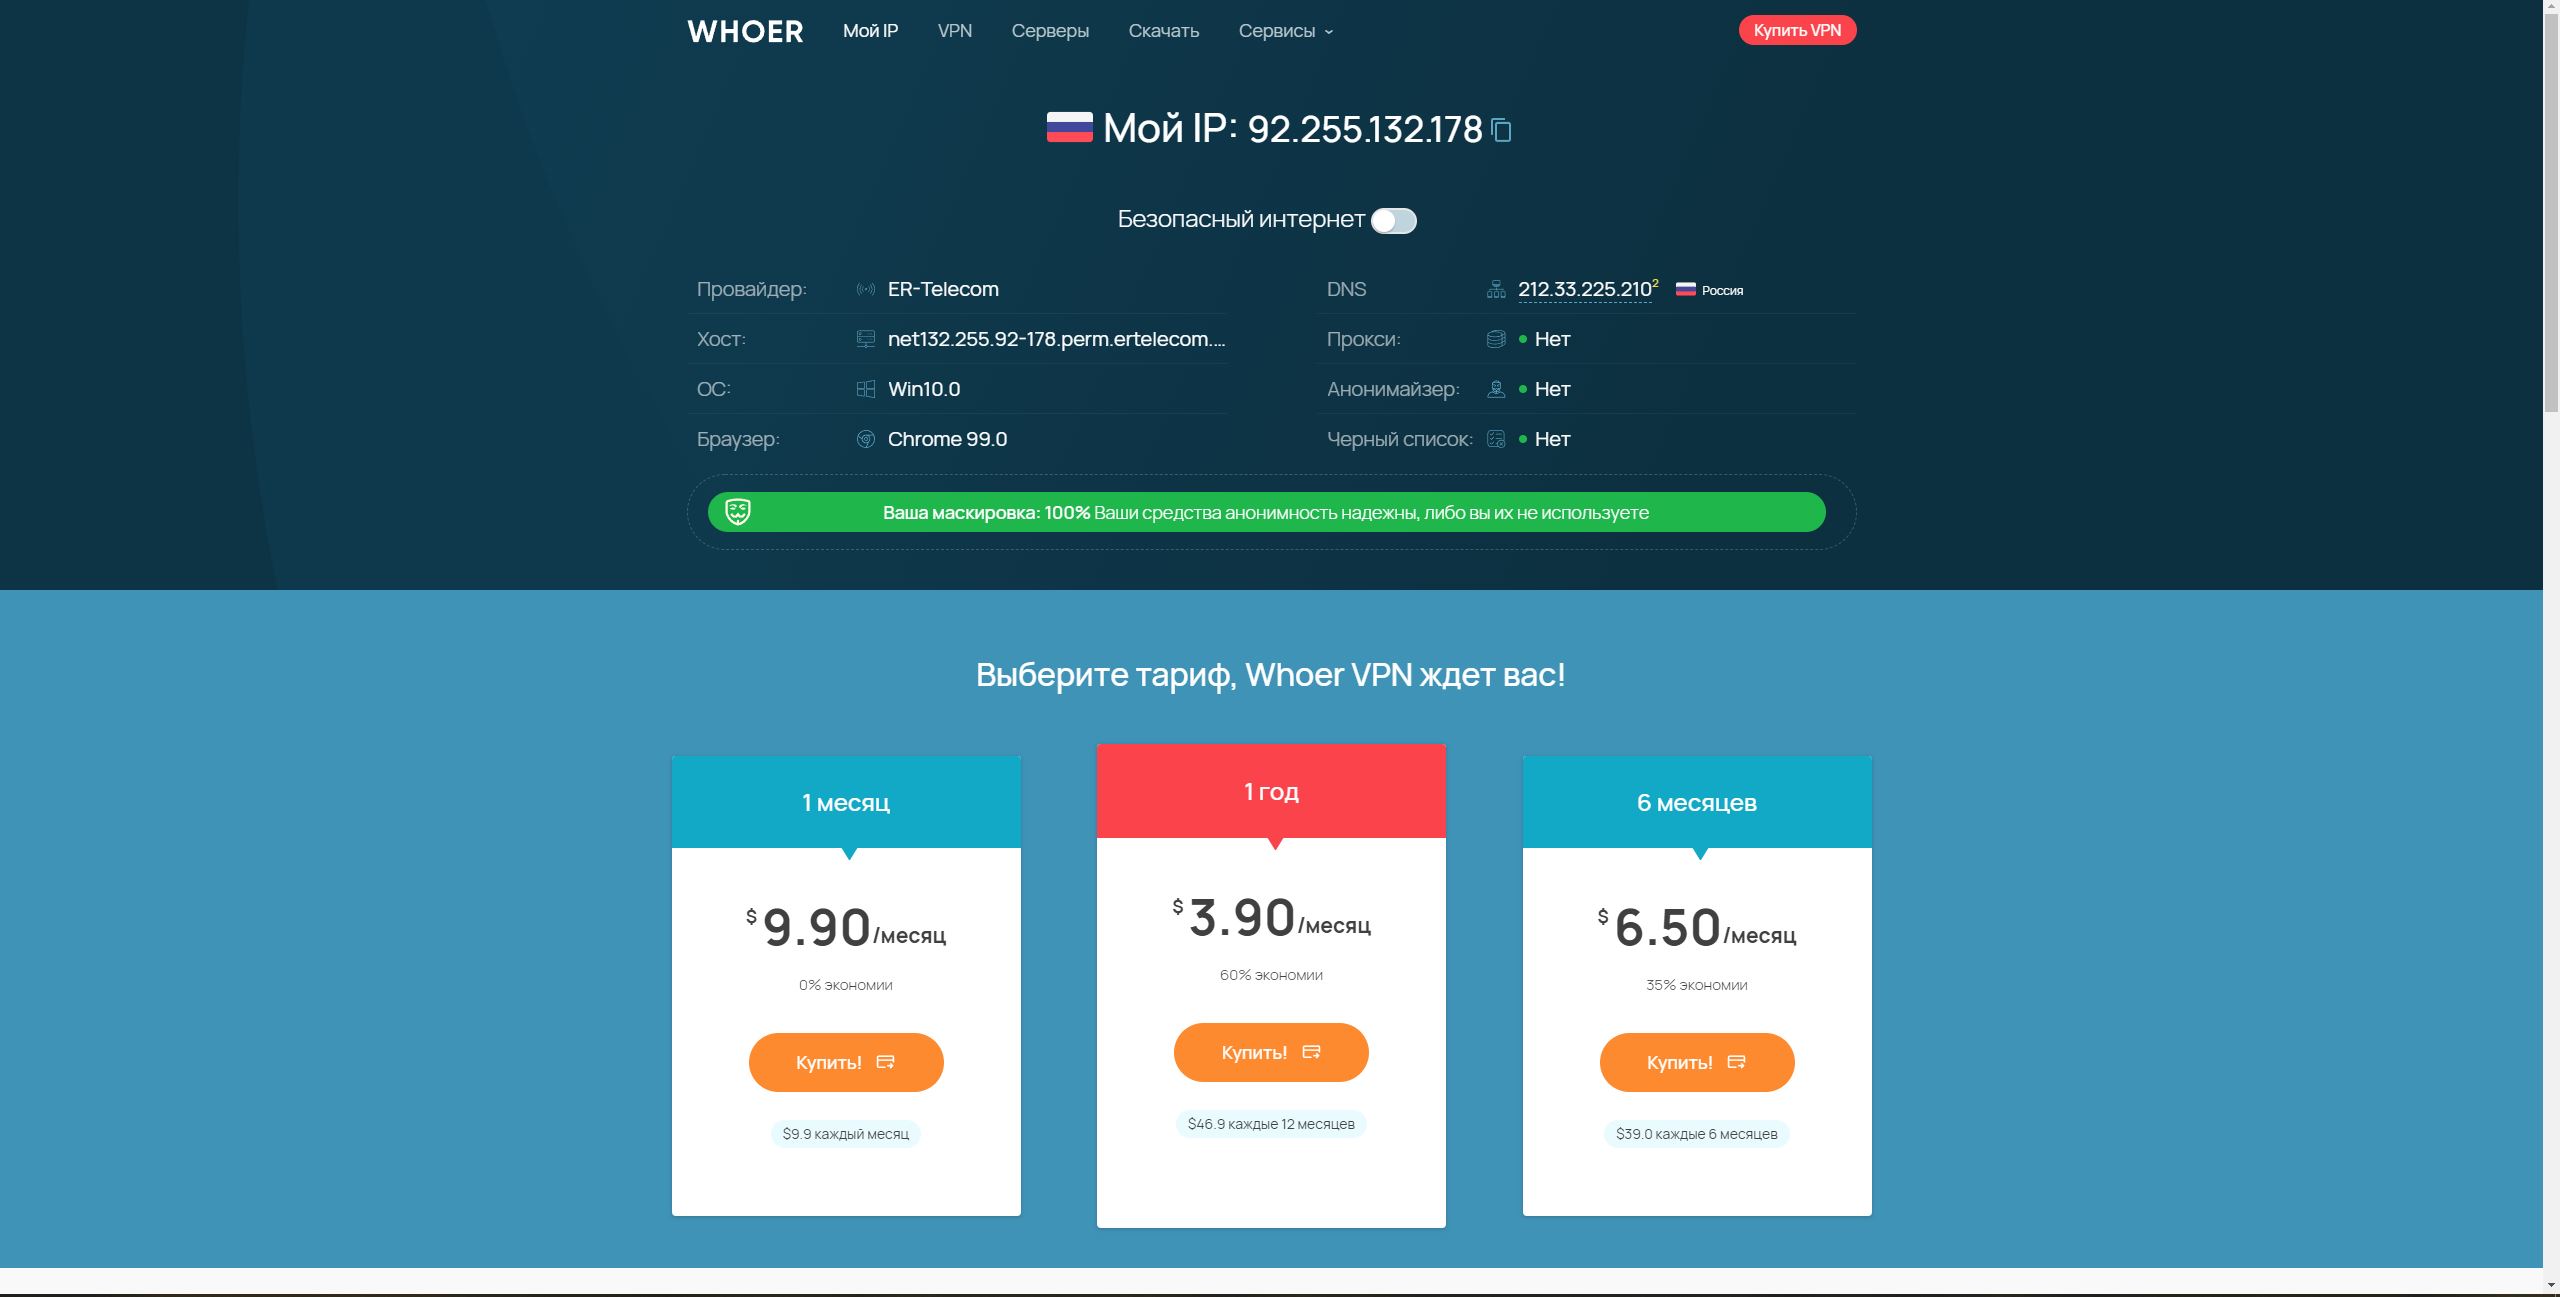 WHOER Мой IP VPN Серверы Скачать Сервисы Купить VPN
Мой IP: 92.255.132.178
Безопасный интернет
Провайдер: ER-Telecom
Хост: net132.255.92-178.perm.ertelecom....
ОС: Win10.0
Браузер: Chrome 99.0
DNS 212.33.225.210² Россия
Прокси: Нет
Анонимайзер: Нет
Черный список: Нет
Ваша маскировка: 100% Ваши средства анонимность надежны, либо вы их не используете
Выберите тариф, Whoer VPN ждет вас!
1 месяц
$ 9.90/месяц
0% экономии
Купить!
$9.9 каждый месяц
1 год
$ 3.90/месяц
60% экономии
Купить!
$46.9 каждые 12 месяцев
6 месяцев
$ 6.50/месяц
35% экономии
Купить!
$39.0 каждые 6 месяцев